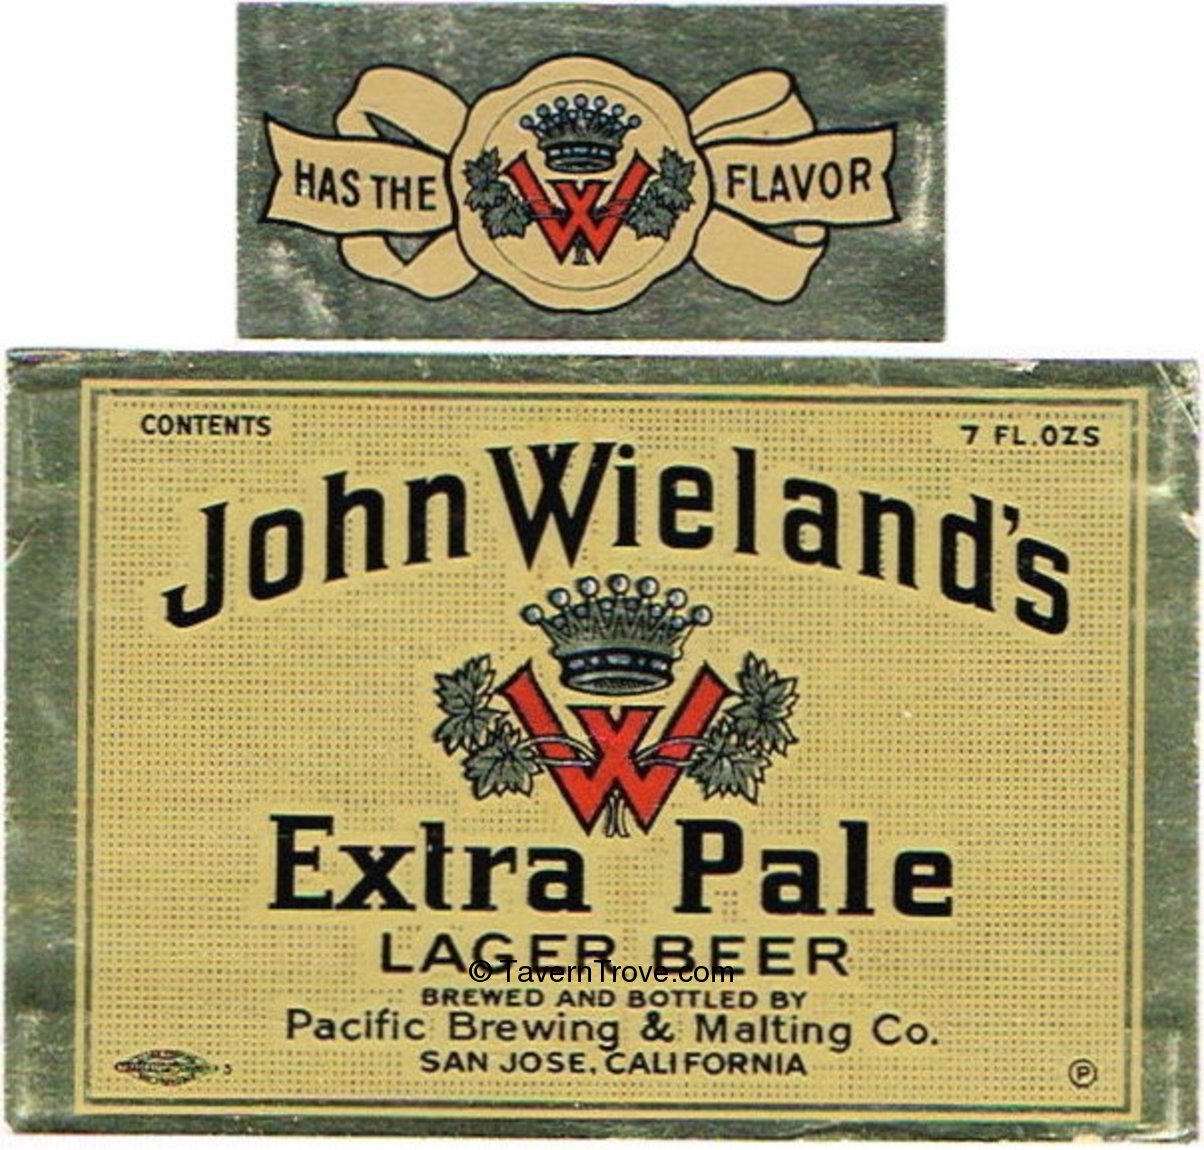 HAS THE W FLAVOR
CONTENTS 7 FL.OZS
John Wieland's
W
Extra Pale
LAGER BEER
© TavernTrove.com
BREWED AND BOTTLED BY
Pacific Brewing & Malting Co.
SAN JOSE, CALIFORNIA
5 P